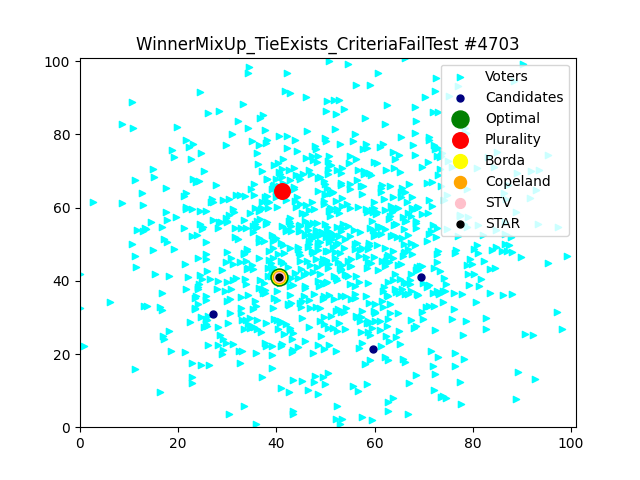 WinnerMixUp_TieExists_CriteriaFailTest #4703
100
80
60
40
20
0
0
20
40
60
80
100
Voters
Candidates
Optimal
Plurality
Borda
Copeland
STV
STAR